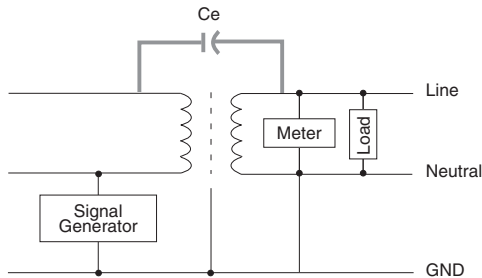 Ce
Line
Meter
Load
Neutral
Signal
Generator
GND